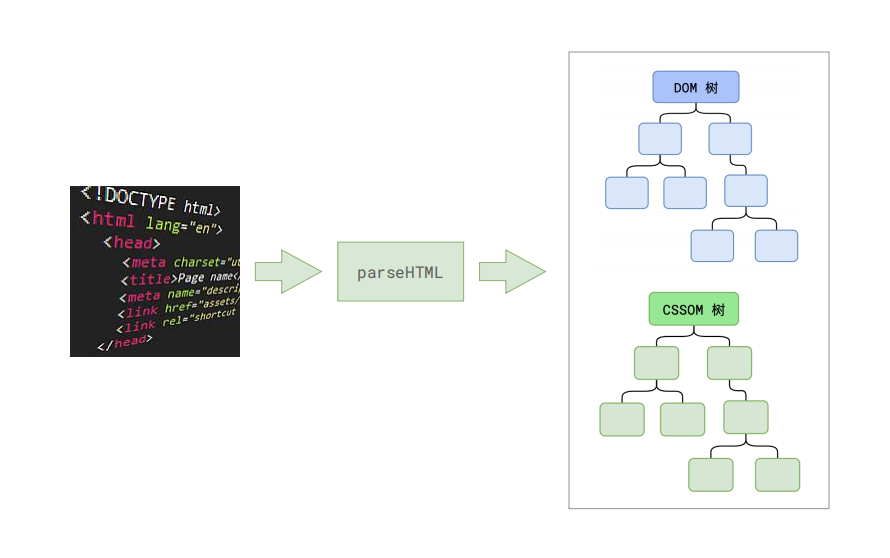 <!DOCTYPE html>
<html lang="en">
<head>
<meta charset="ut
<title>Page name</
<meta name="descri
<link href="assets/
<link rel="shortcut
</head>
parseHTML
DOM 树
CSSOM 树